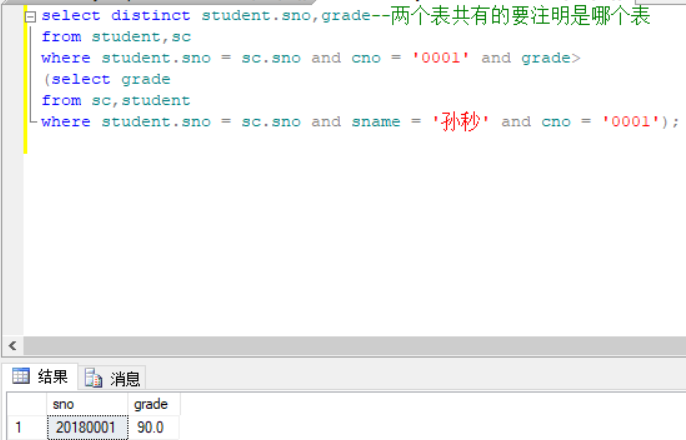 select distinct student.sno,grade--两个表共有的要注明是哪个表
from student,sc
where student.sno = sc.sno and cno = '0001' and grade>
(select grade
from sc,student
where student.sno = sc.sno and sname = '孙秒' and cno = '0001');
结果 消息
sno grade
1 20180001 90.0